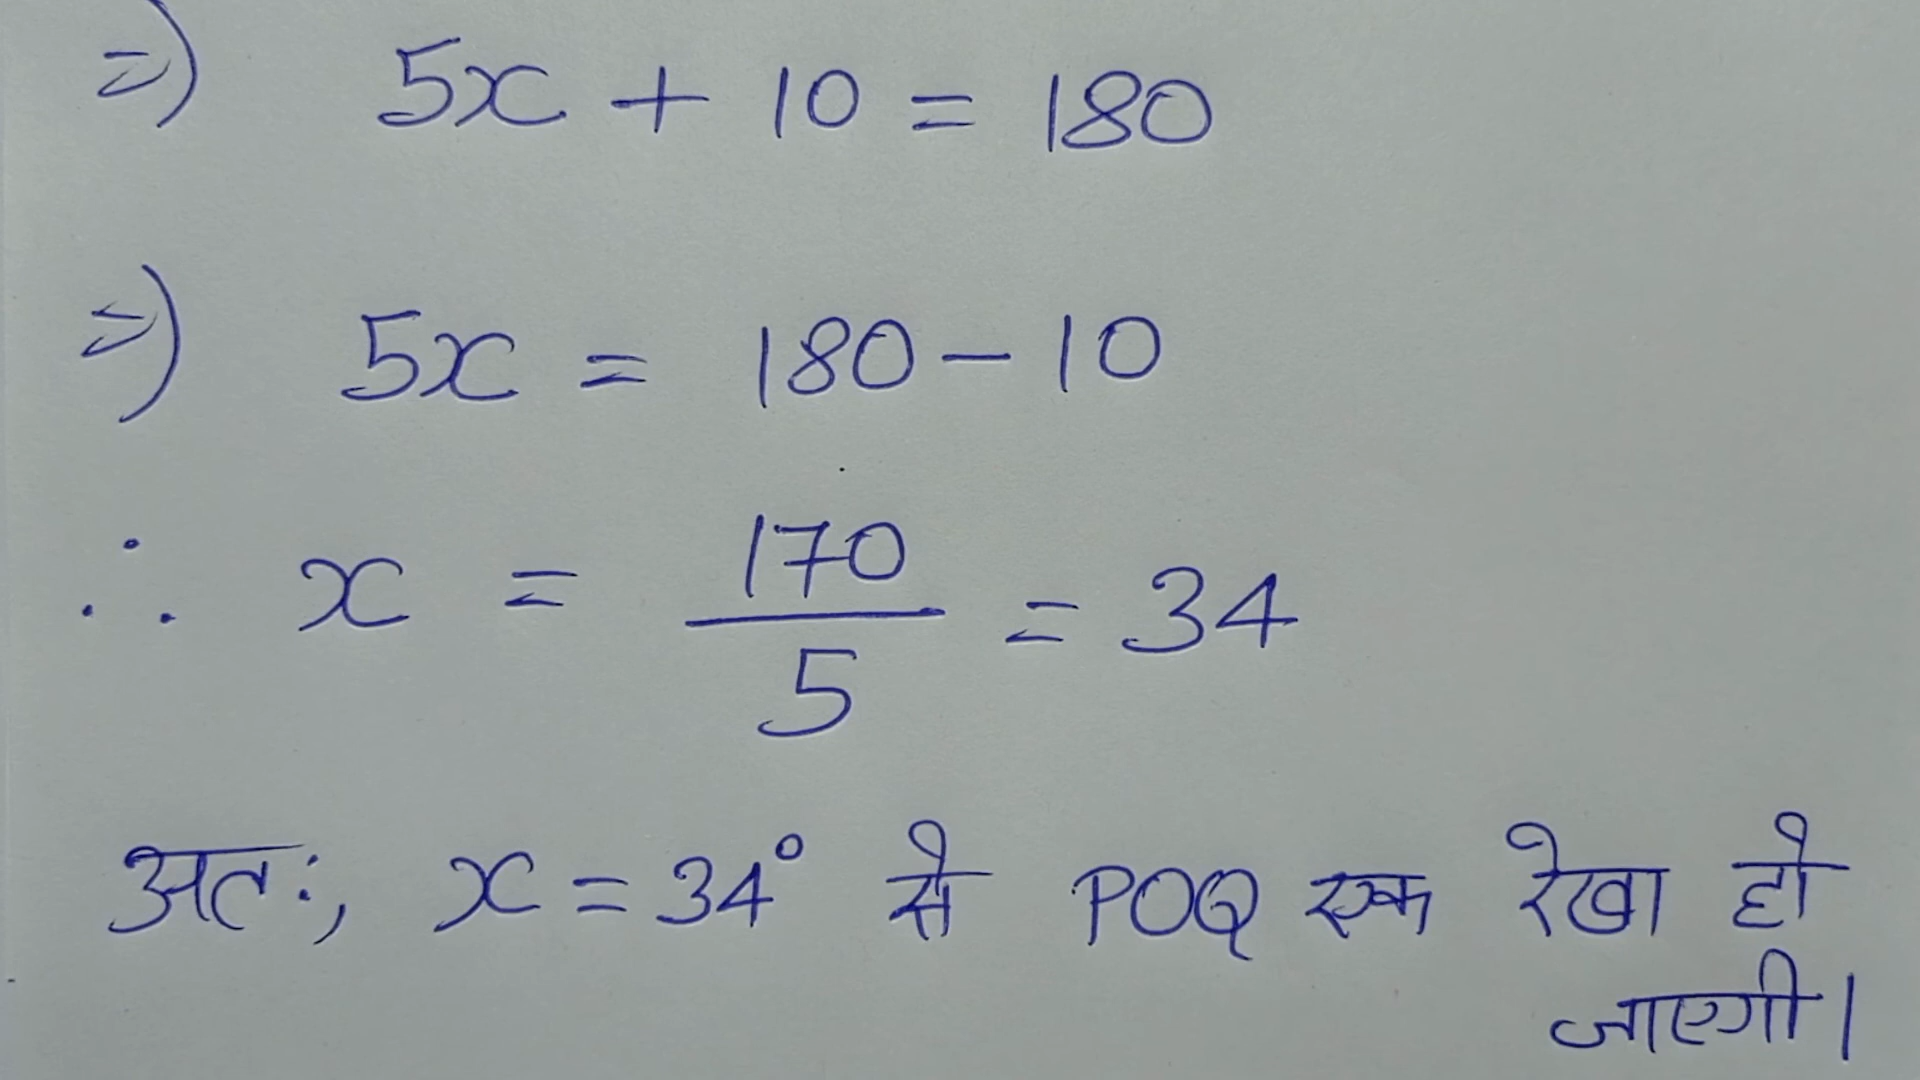 ⇒) 5x + 10 = 180
⇒) 5x = 180 - 10
∴ x = 170/5 = 34
अतः, x = 34° से POQ एक रेखा हो
जाएगी।